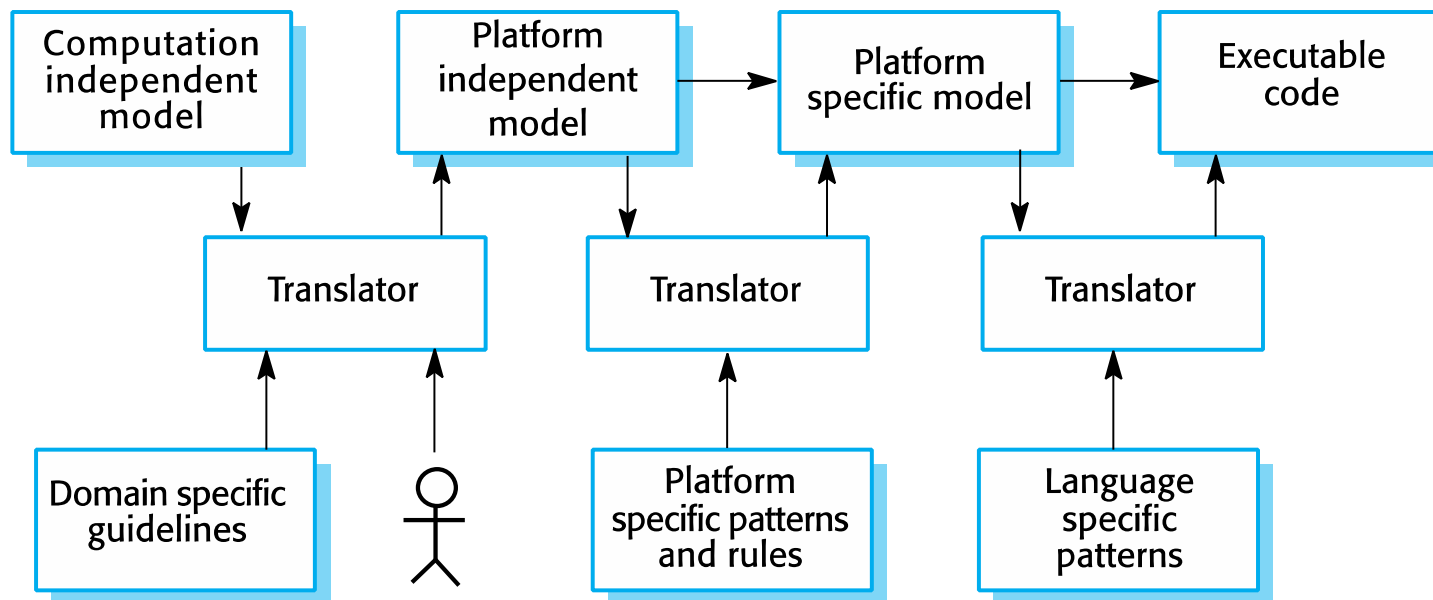 Computation
independent
model
Platform
independent
model
Platform
specific model
Executable
code
Translator
Translator
Translator
Domain specific
guidelines
Platform
specific patterns
and rules
Language
specific
patterns